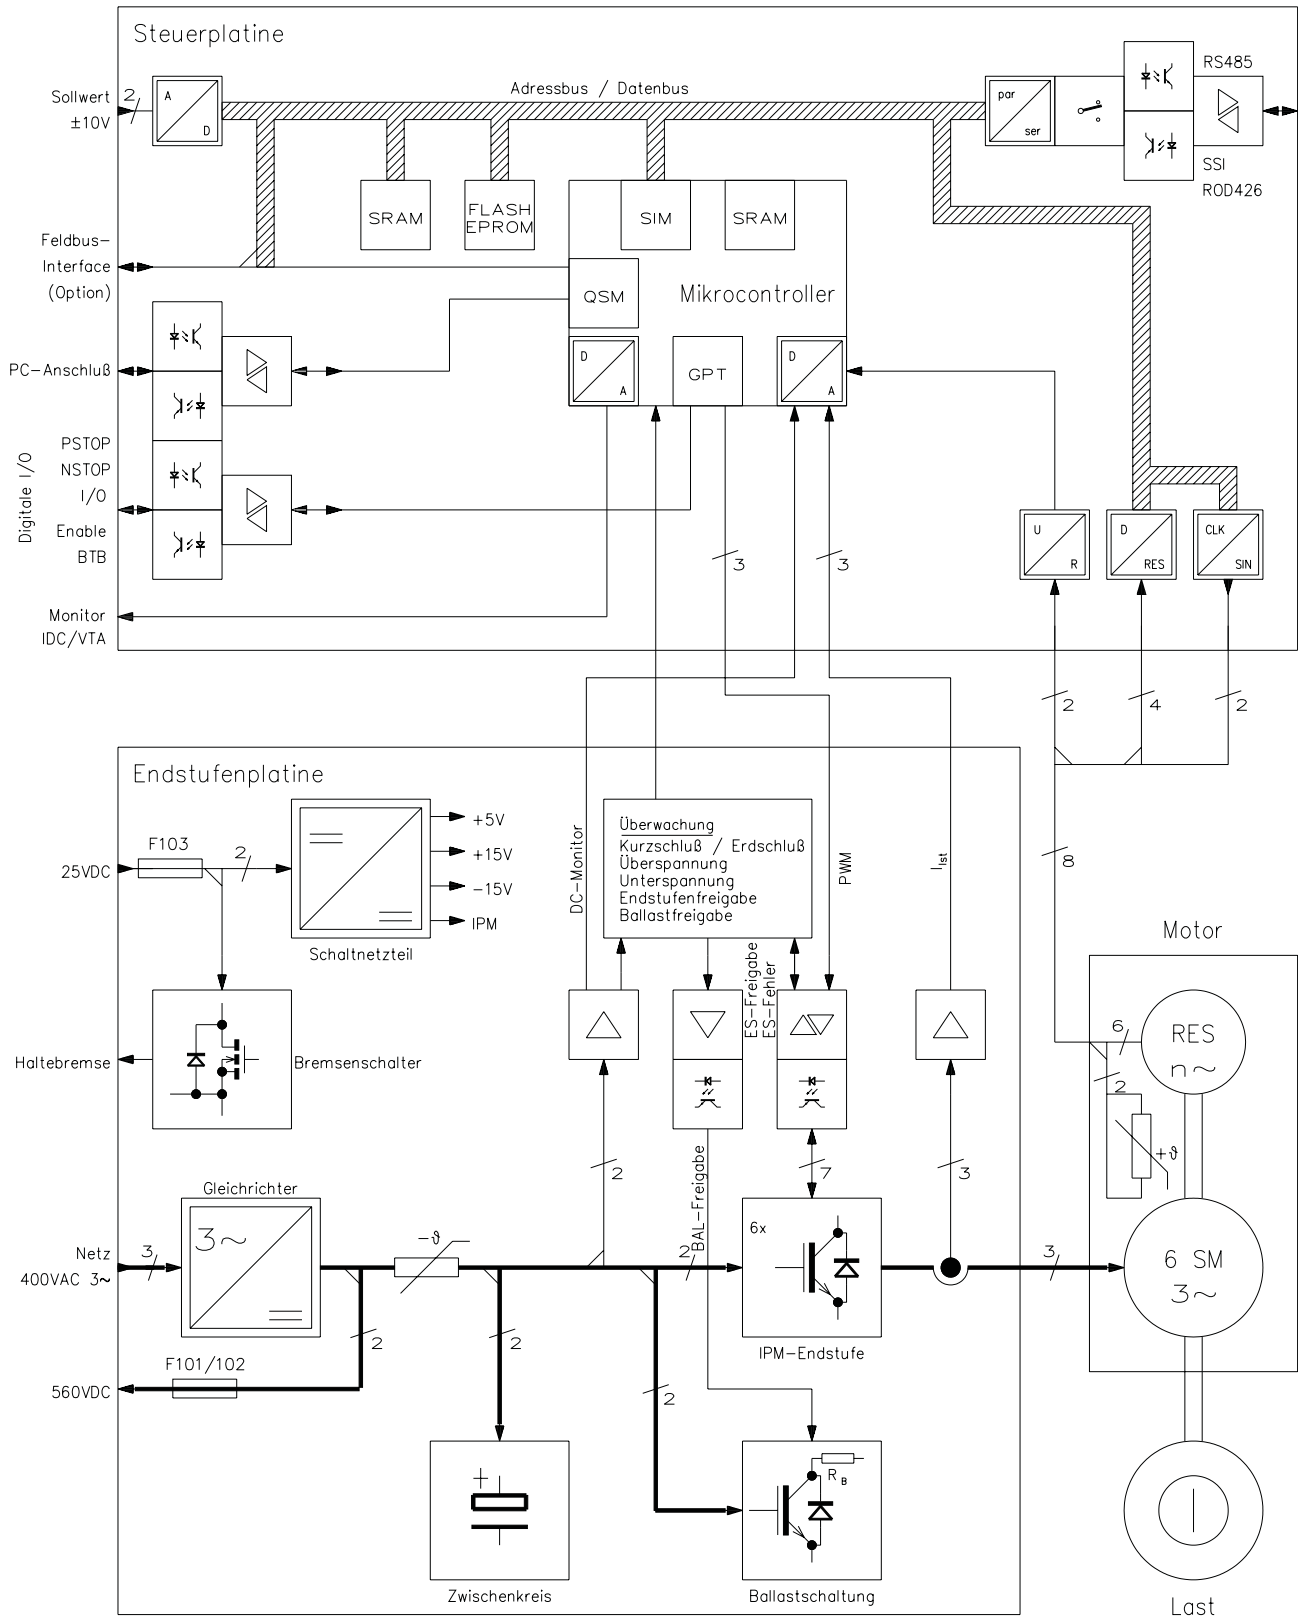 Steuerplatine
Sollwert
±10V
2
A
D
Adressbus / Datenbus
par
ser
RS485
SSI
ROD426
SRAM
FLASH
EPROM
SIM
SRAM
Feldbus-
Interface
(Option)
QSM
Mikrocontroller
PC-Anschluß
D
A
GPT
D
A
Digitale I/O
PSTOP
NSTOP
I/O
Enable
BTB
3
3
U
R
D
RES
CLK
SIN
Monitor
IDC/VTA
2
4
2
Endstufenplatine
F103
25VDC
2
+5V
+15V
-15V
IPM
Schaltnetzteil
DC-Monitor
Überwachung
Kurzschluß / Erdschluß
Überspannung
Unterspannung
Endstufenfreigabe
Ballastfreigabe
PWM
I Ist
8
Motor
ES-Freigabe
ES-Fehler
Haltebremse
Bremsenschalter
6
RES
n~
2
+ϑ
2
BAL-Freigabe
7
3
Gleichrichter
Netz
400VAC 3~
3
3~
-ϑ
2
6x
3
6 SM
3~
2
2
IPM-Endstufe
F101/102
560VDC
2
+
R B
Zwischenkreis
Ballastschaltung
Last